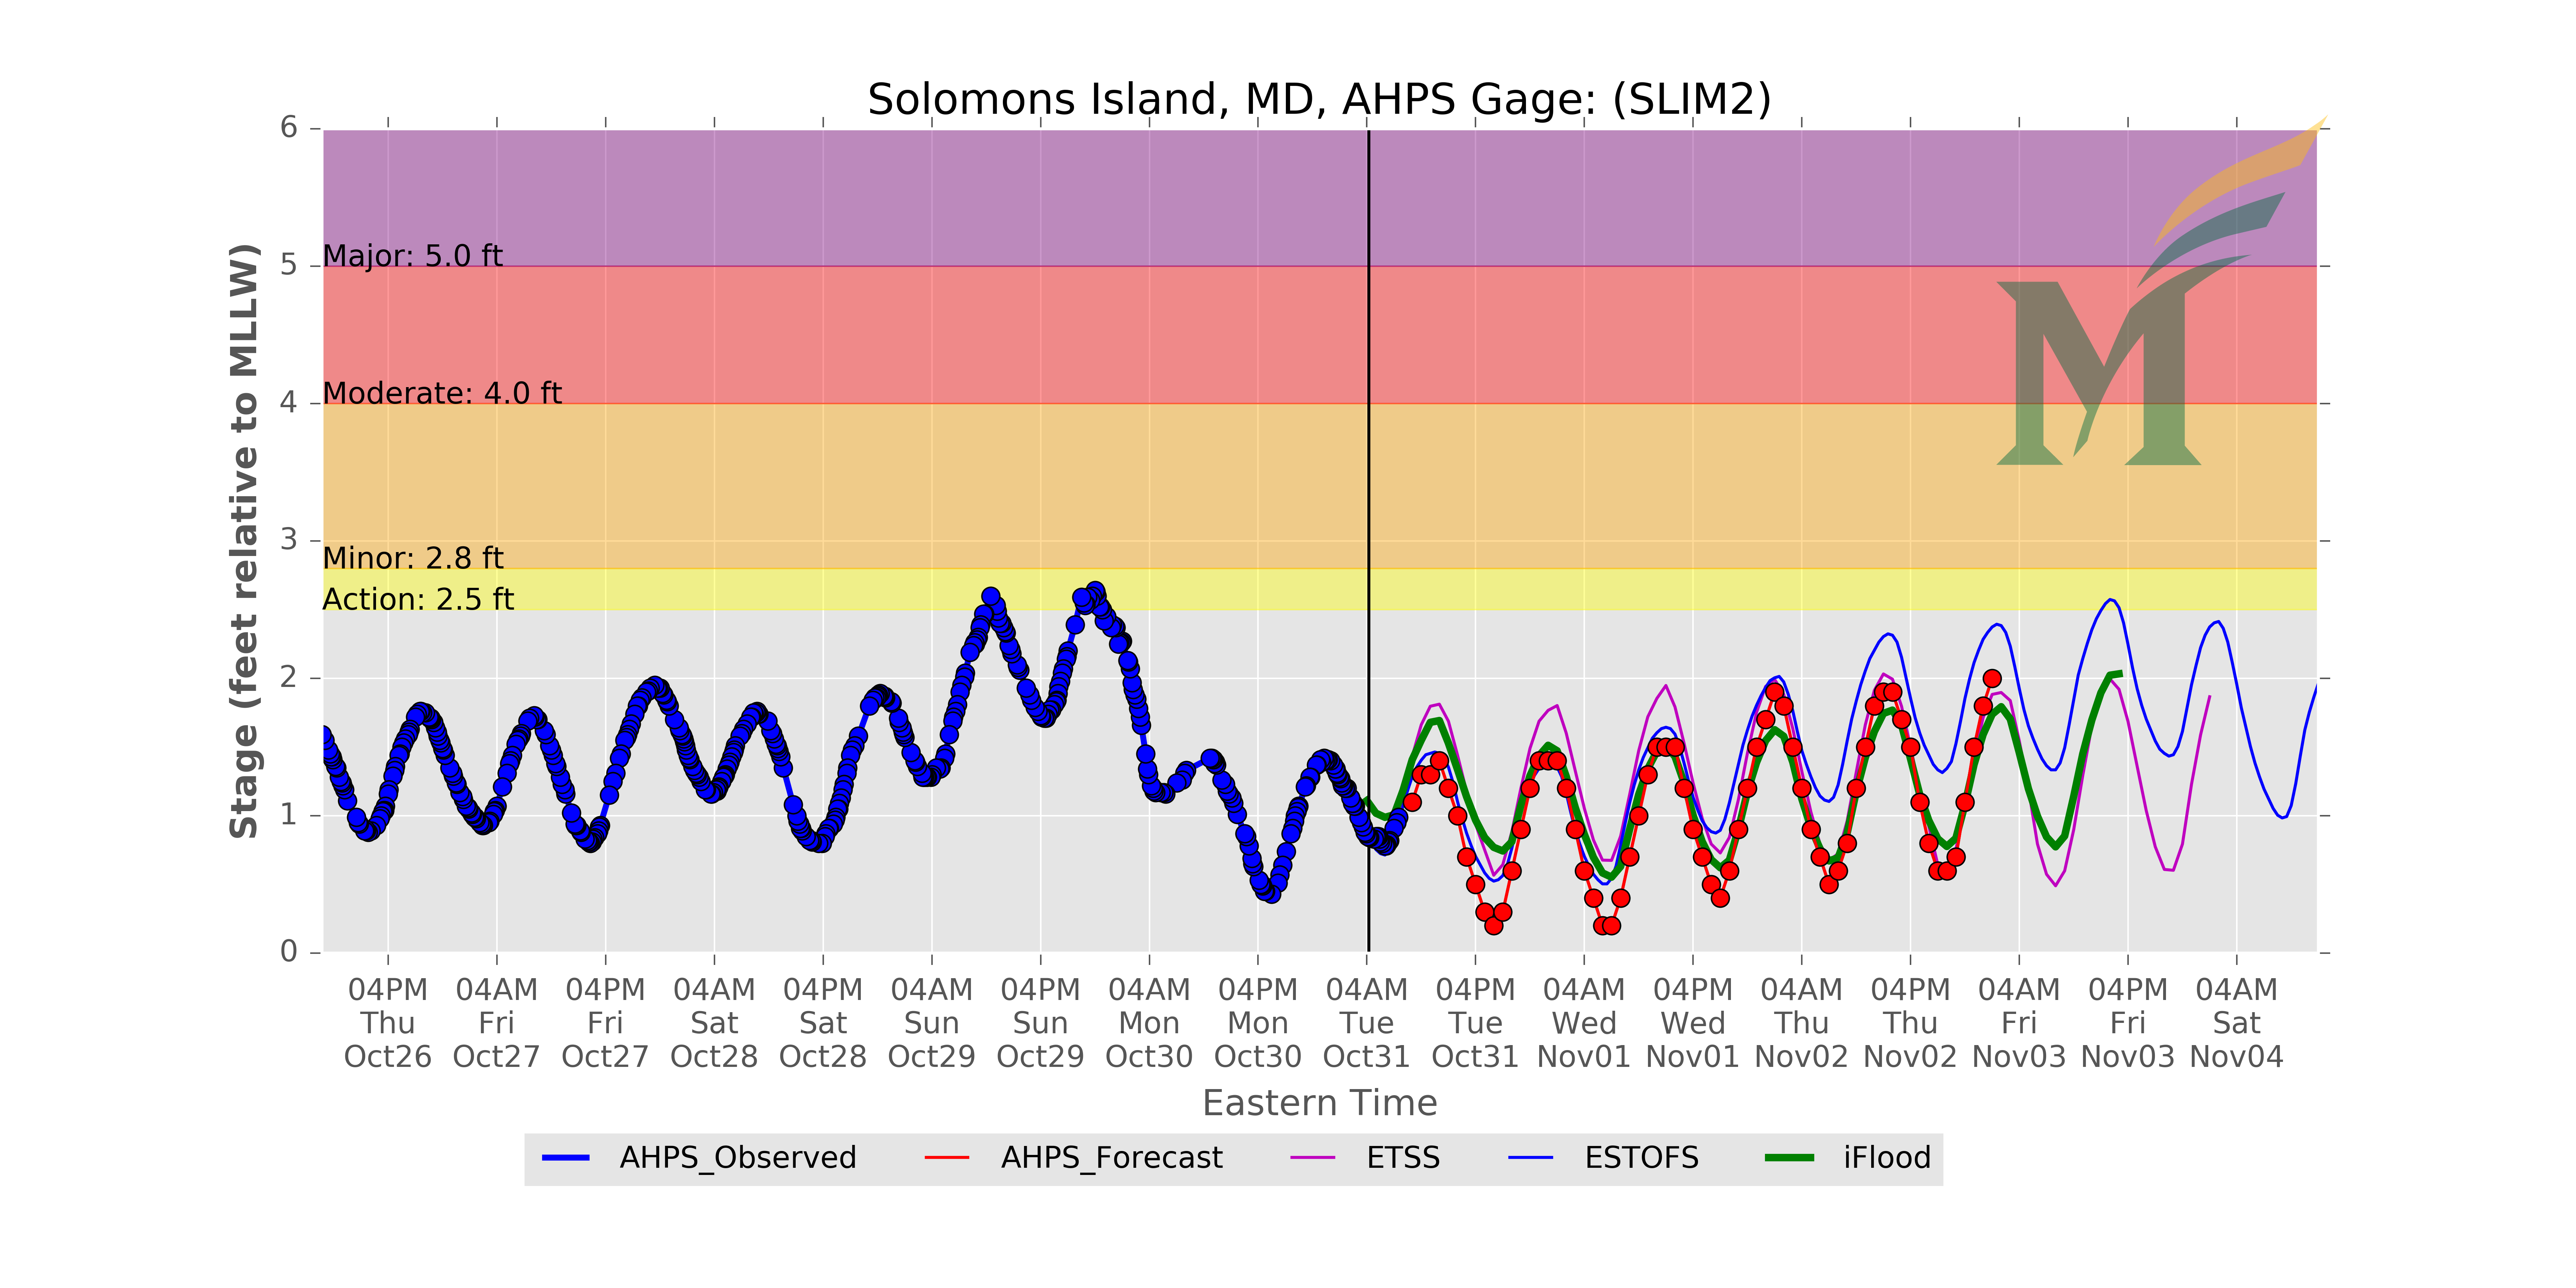 Solomons Island, MD, AHPS Gage: (SLIM2)
Stage (feet relative to MLLW)
6
5
4
3
2
1
0
Major: 5.0 ft
Moderate: 4.0 ft
Minor: 2.8 ft
Action: 2.5 ft
M
04PM 04AM 04PM 04AM 04PM 04AM 04PM 04AM 04PM 04AM 04PM 04AM 04PM 04AM 04PM 04AM 04PM 04AM
Thu Fri Fri Sat Sat Sun Sun Mon Mon Tue Tue Wed Wed Thu Thu Fri Fri Sat
Oct26 Oct27 Oct27 Oct28 Oct28 Oct29 Oct29 Oct30 Oct30 Oct31 Oct31 Nov01 Nov01 Nov02 Nov02 Nov03 Nov03 Nov04
Eastern Time
AHPS_Observed AHPS_Forecast ETSS ESTOFS iFlood